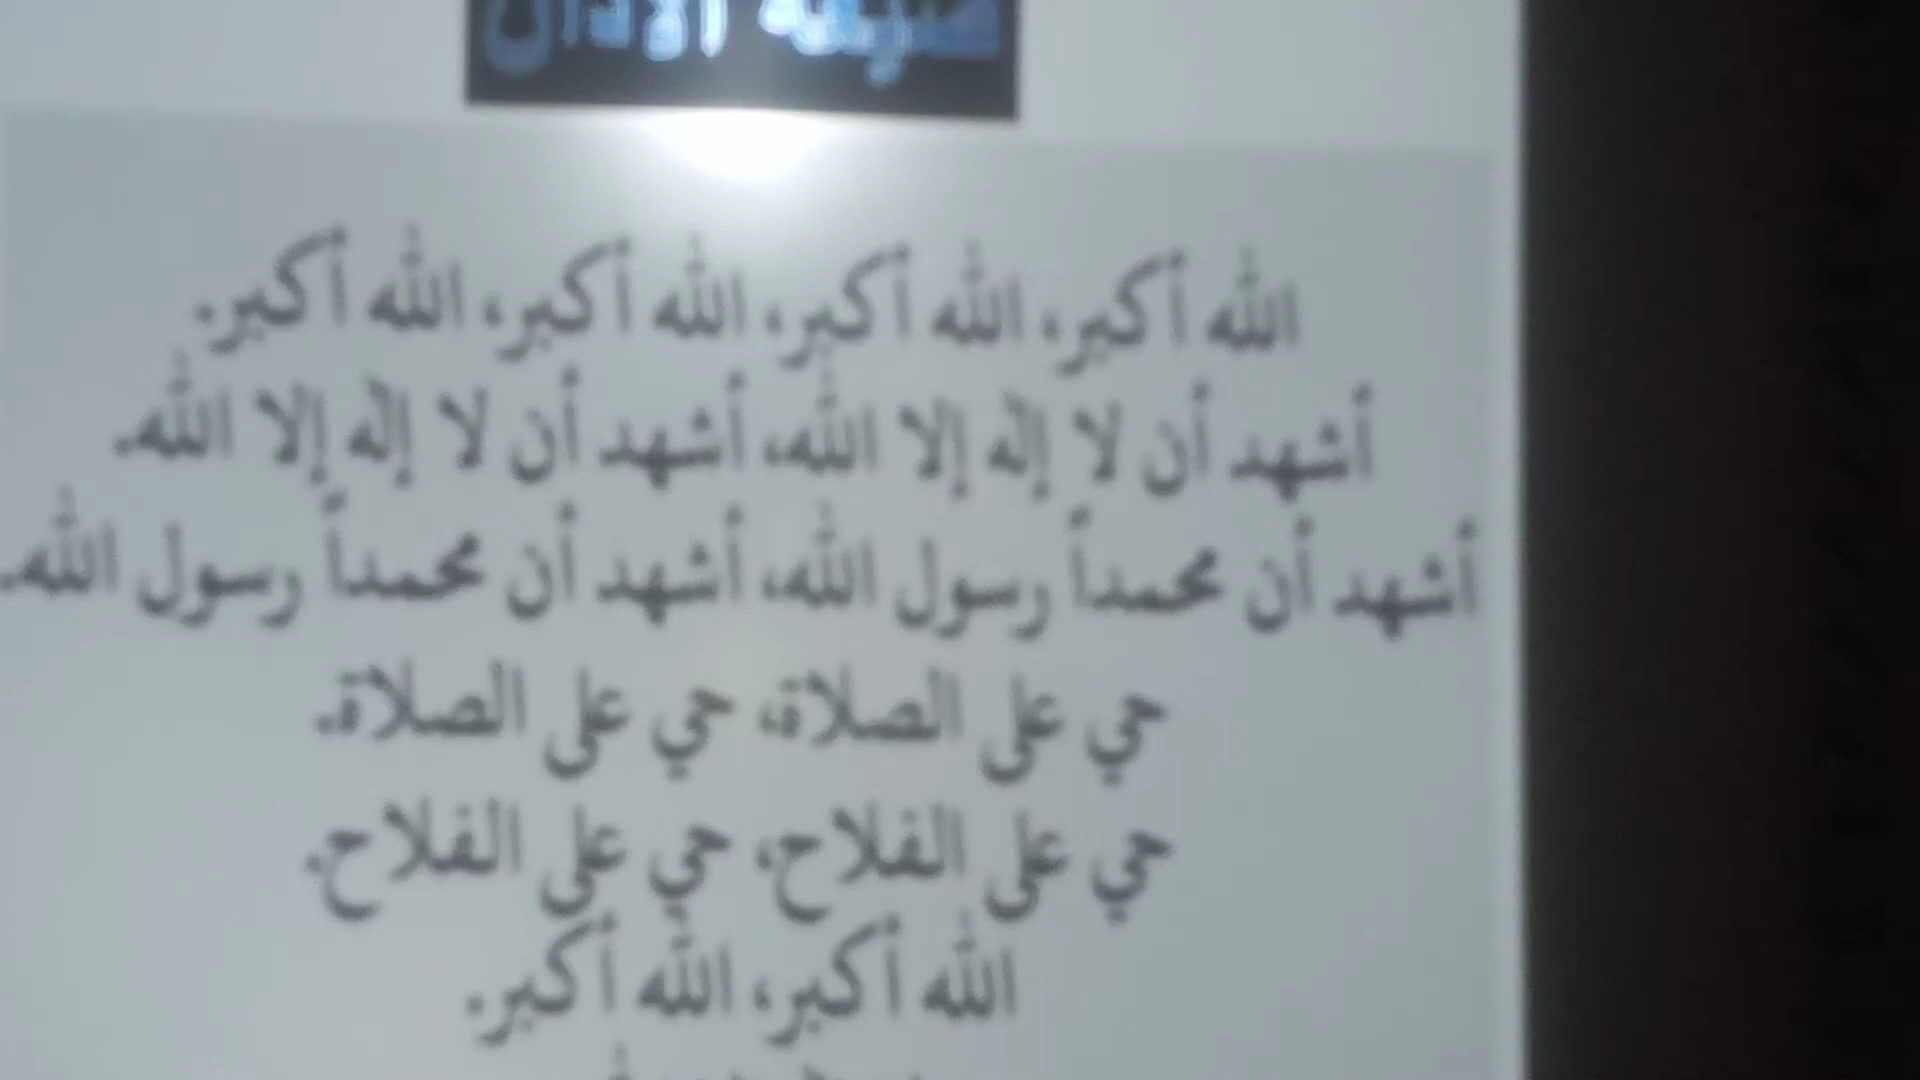 صيغة الأذان
الله أكبر، الله أكبر، الله أكبر، الله أكبر.
أشهد أن لا إله إلا الله، أشهد أن لا إله إلا الله.
أشهد أن محمداً رسول الله، أشهد أن محمداً رسول الله.
حي على الصلاة، حي على الصلاة.
حي على الفلاح، حي على الفلاح.
الله أكبر، الله أكبر.